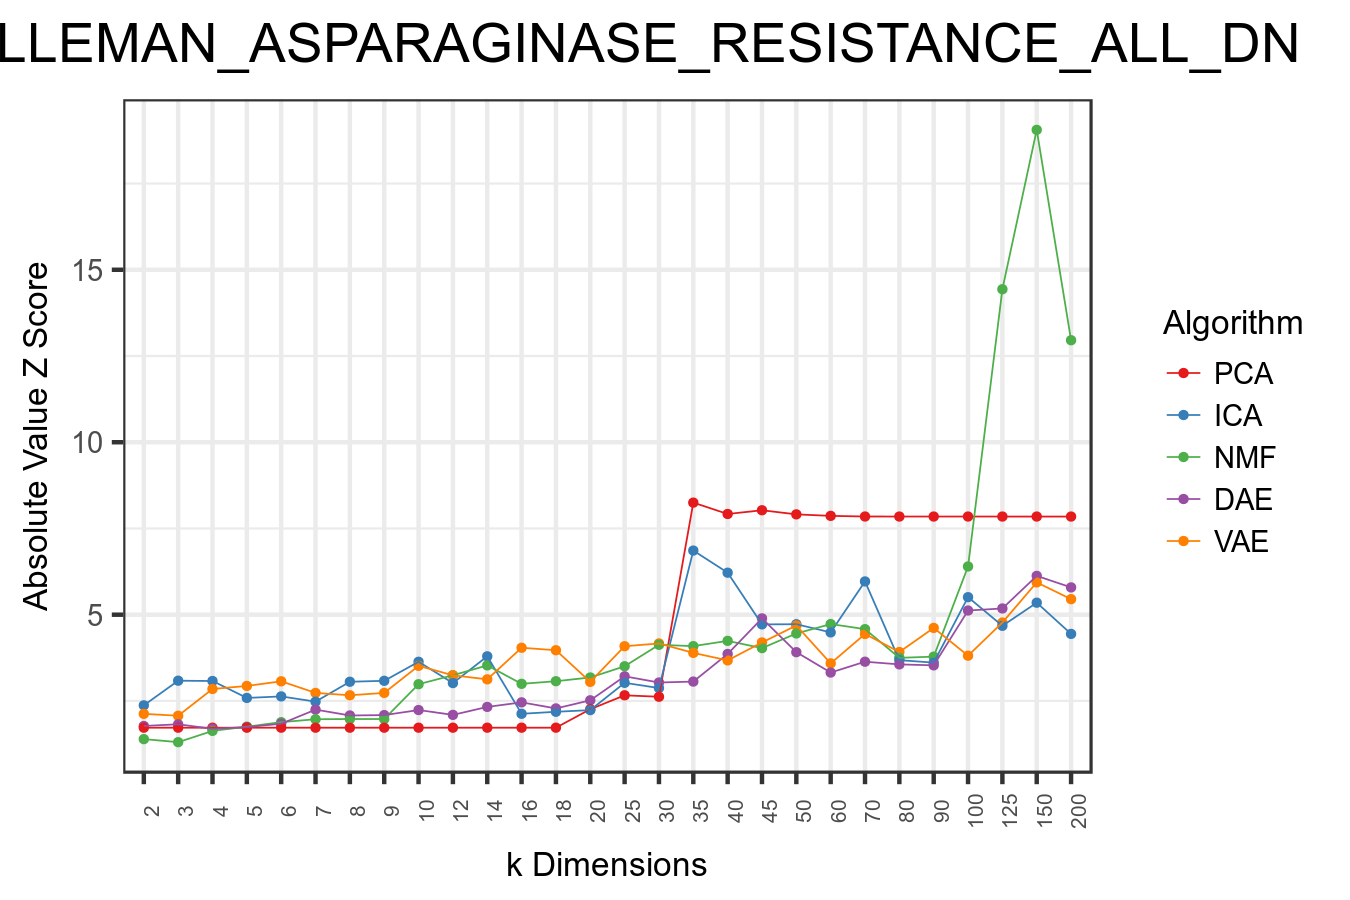 LLEMAN_ASPARAGINASE_RESISTANCE_ALL_DN
Absolute Value Z Score
15
10
5
2 3 4 5 6 7 8 9 10 12 14 16 18 20 25 30 35 40 45 50 60 70 80 90 100 125 150 200
k Dimensions
Algorithm
PCA
ICA
NMF
DAE
VAE